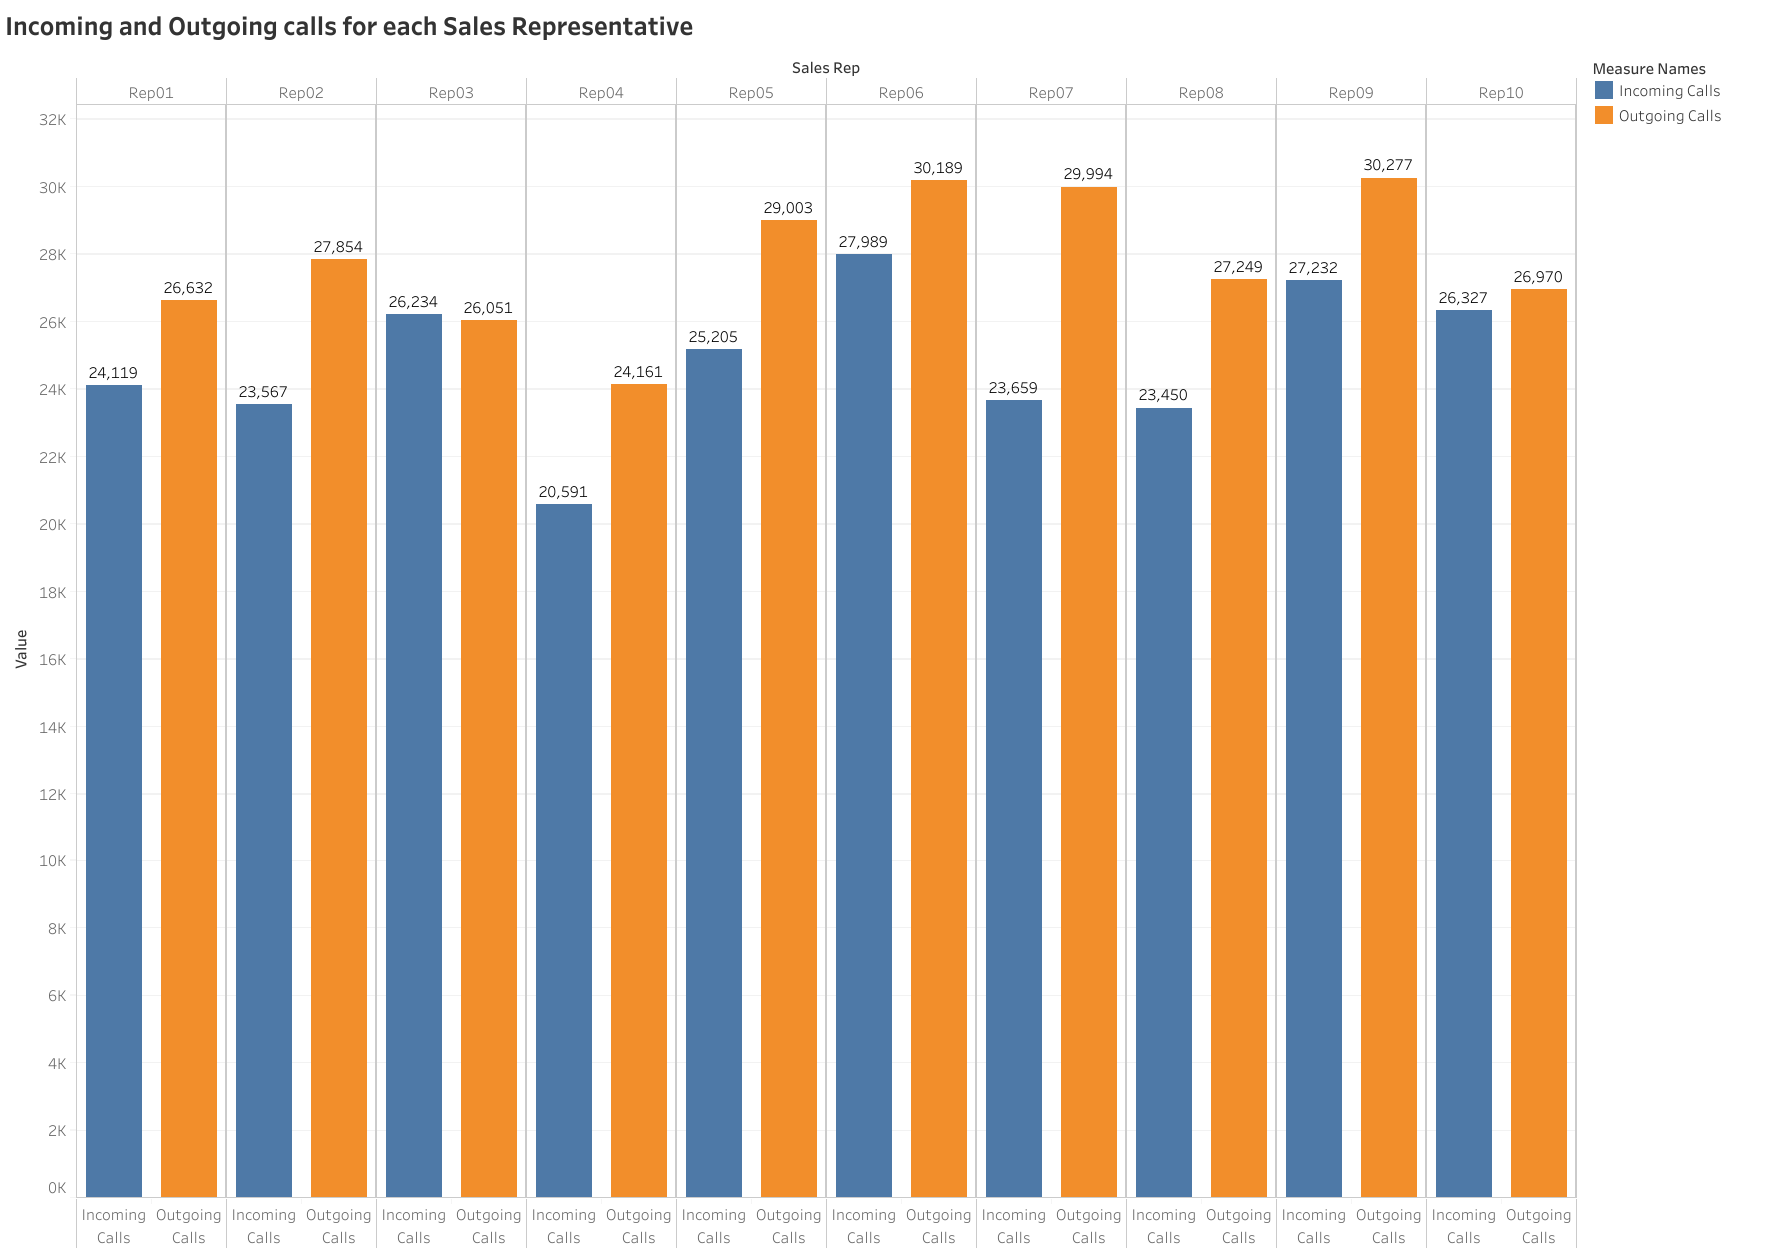 Incoming and Outgoing calls for each Sales Representative
Sales Rep
Measure Names
Incoming Calls
Outgoing Calls
Rep01 Rep02 Rep03 Rep04 Rep05 Rep06 Rep07 Rep08 Rep09 Rep10
32K
30K
28K
26K
24K
22K
20K
18K
16K
14K
12K
10K
8K
6K
4K
2K
0K
Value
24,119
26,632
23,567
27,854
26,234
26,051
20,591
24,161
25,205
29,003
27,989
30,189
23,659
29,994
23,450
27,249
27,232
30,277
26,327
26,970
Incoming Outgoing Incoming Outgoing Incoming Outgoing Incoming Outgoing Incoming Outgoing Incoming Outgoing Incoming Outgoing Incoming Outgoing Incoming Outgoing Incoming Outgoing
Calls Calls Calls Calls Calls Calls Calls Calls Calls Calls Calls Calls Calls Calls Calls Calls Calls Calls Calls Calls